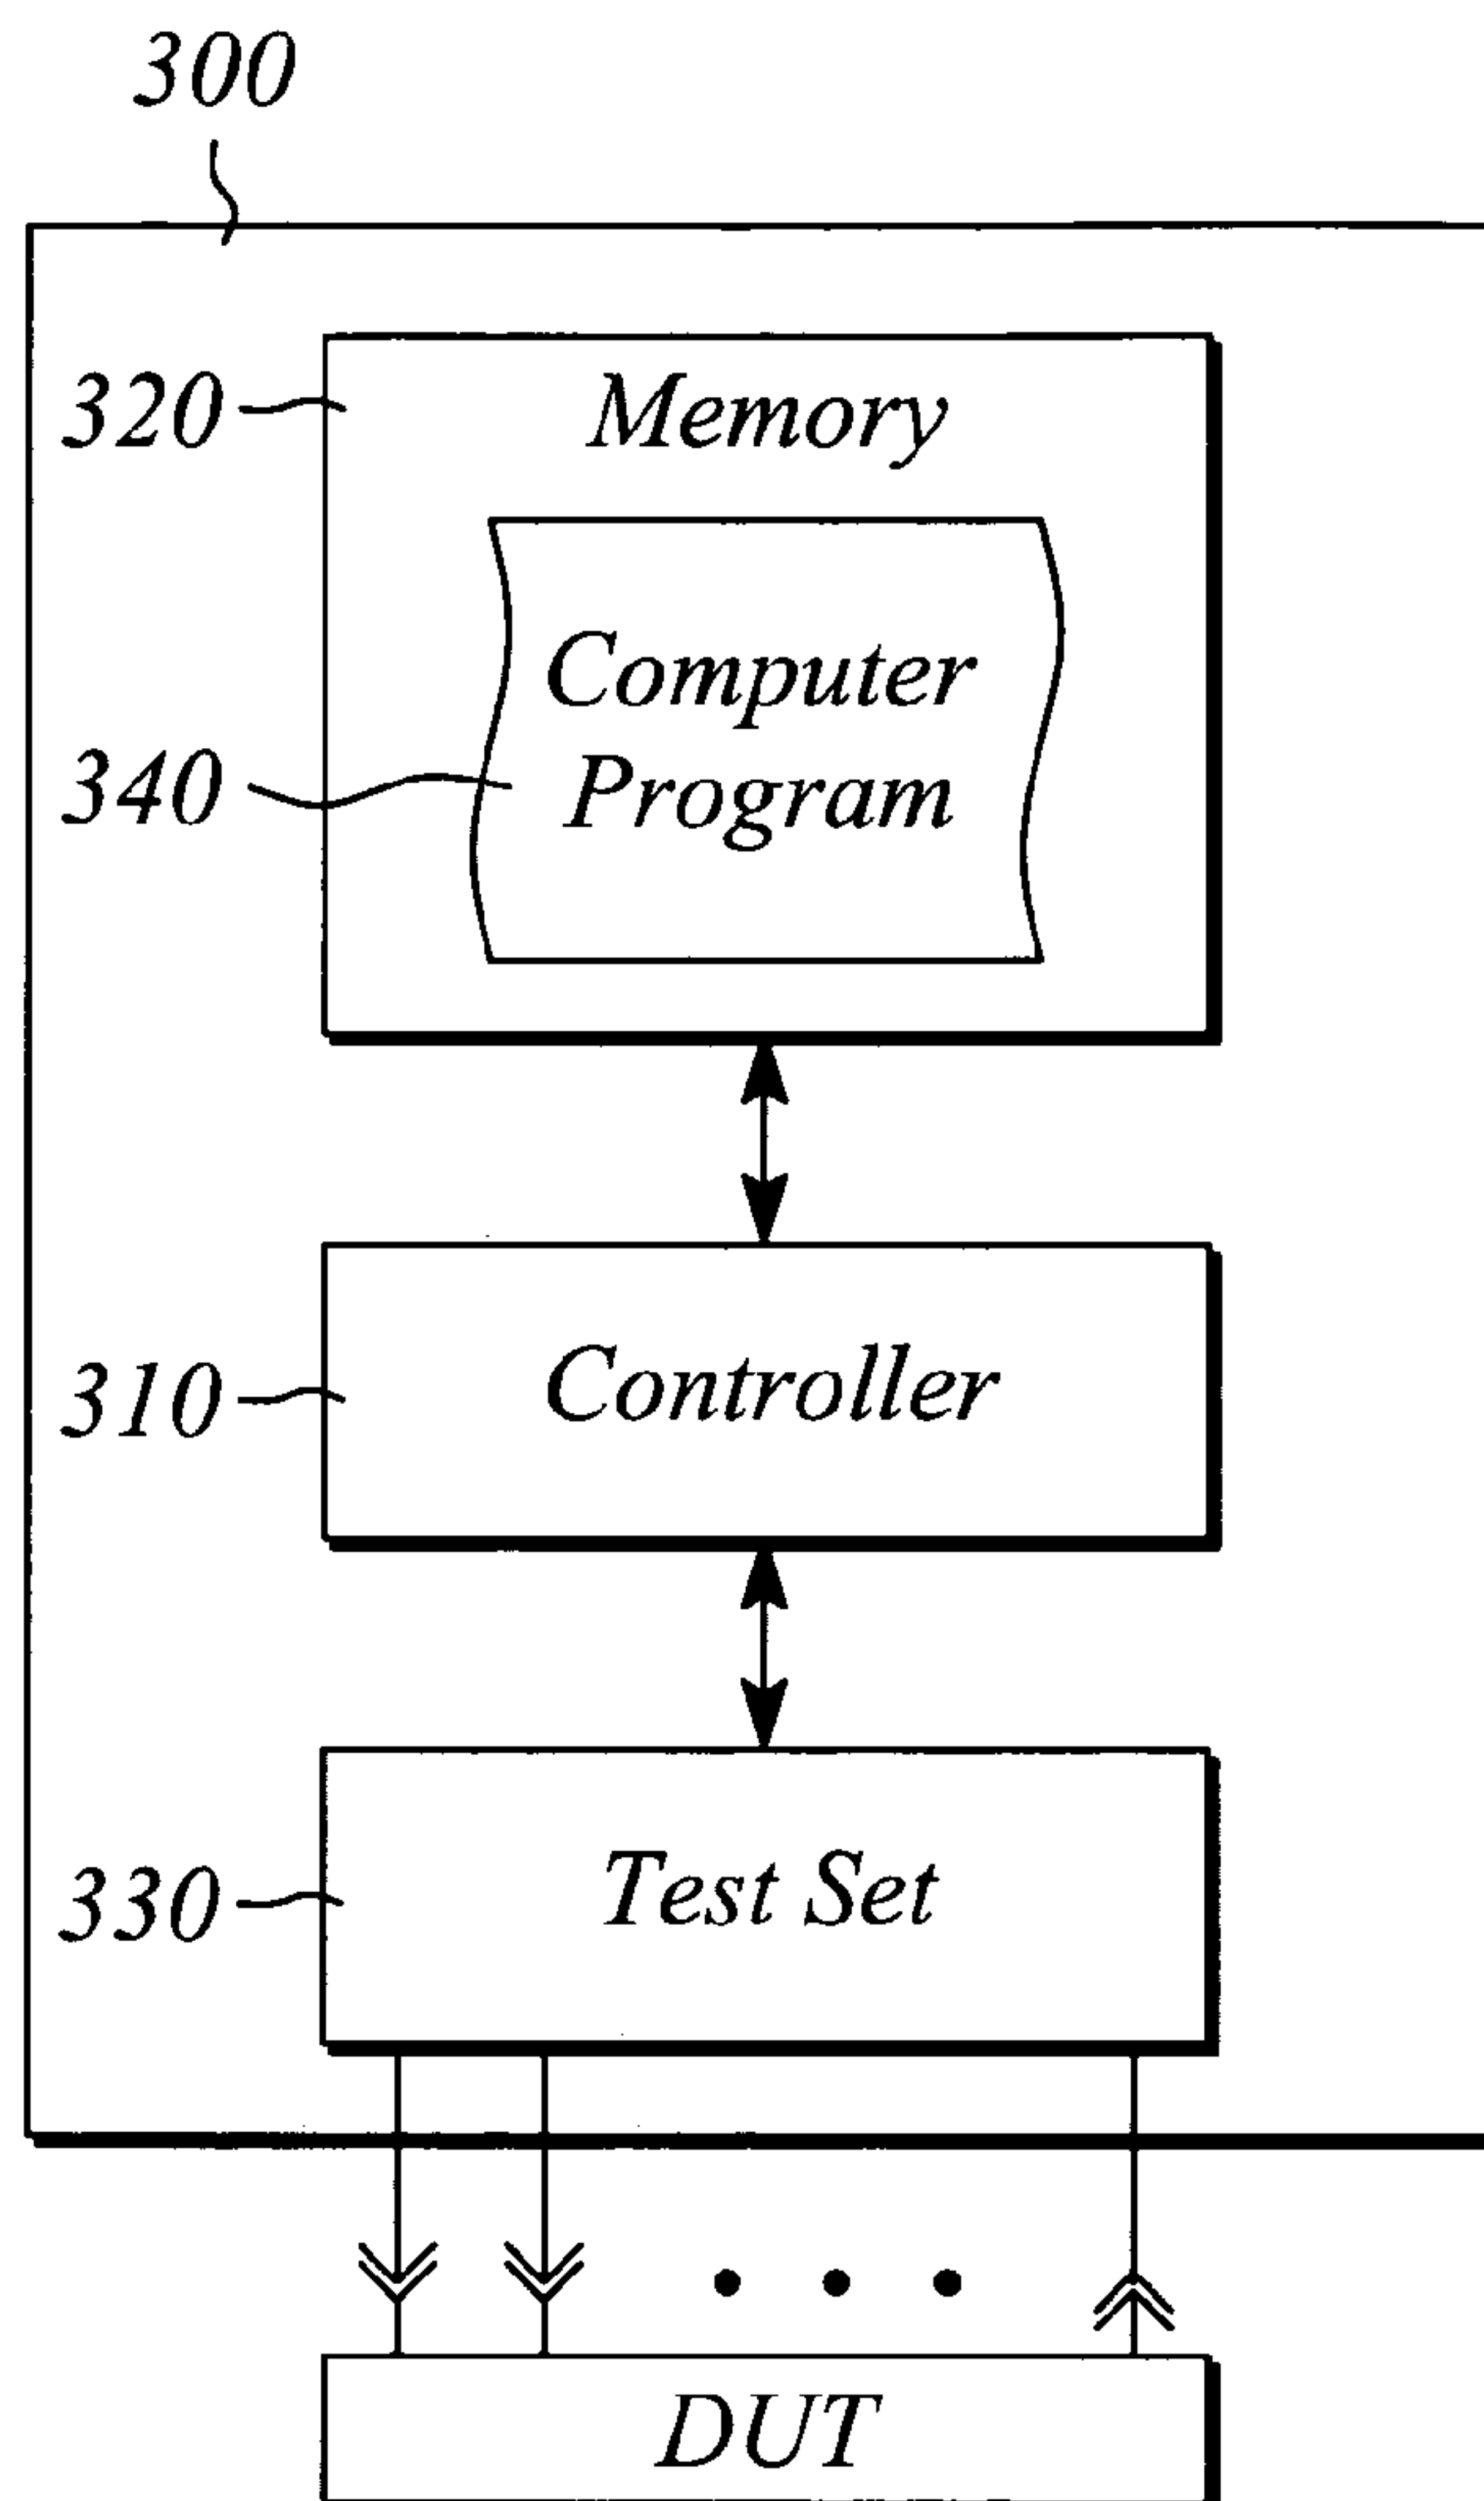 300
320
Memory
Computer
Program
340
310
Controller
330
Test Set
DUT